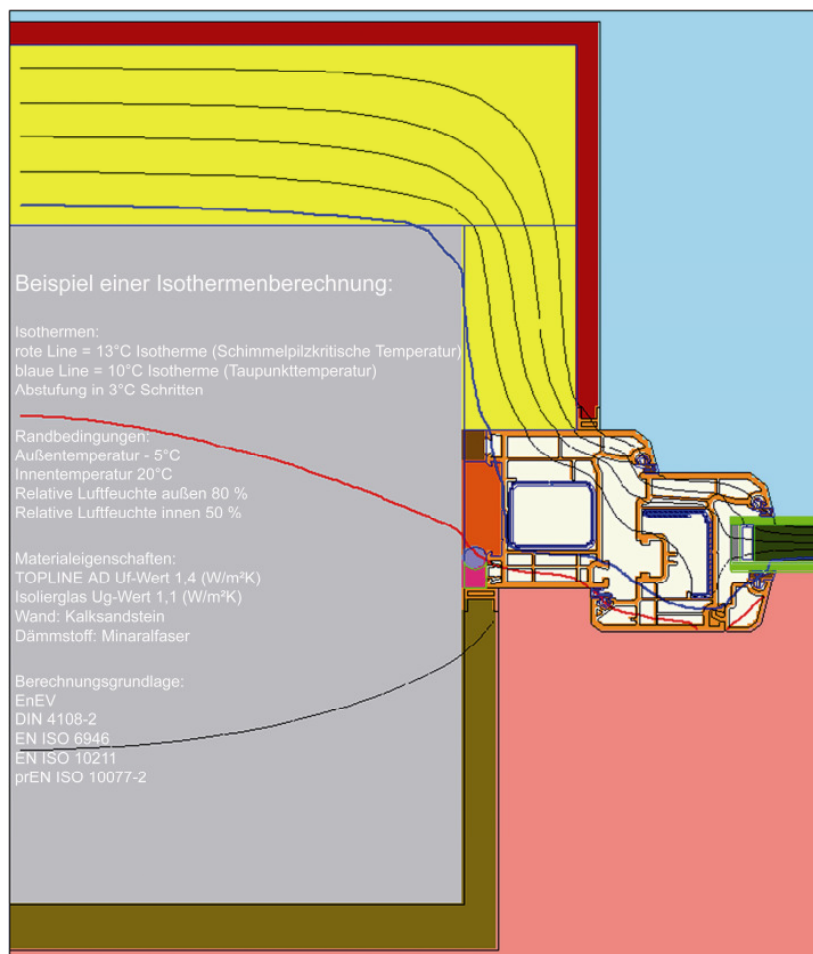 Beispiel einer Isothermenberechnung:
Isothermen:
rote Line = 13°C Isotherme (Schimmelpilzkritische Temperatur)
blaue Line = 10°C Isotherme (Taupunkttemperatur)
Abstufung in 3°C Schritten
Randbedingungen:
Außentemperatur - 5°C
Innentemperatur 20°C
Relative Luftfeuchte außen 80 %
Relative Luftfeuchte innen 50 %
Materialeigenschaften:
TOPLINE AD Uf-Wert 1,4 (W/m²K)
Isolierglas Ug-Wert 1,1 (W/m²K)
Wand: Kalksandstein
Dämmstoff: Minaralfaser
Berechnungsgrundlage:
EnEV
DIN 4108-2
EN ISO 6946
EN ISO 10211
prEN ISO 10077-2